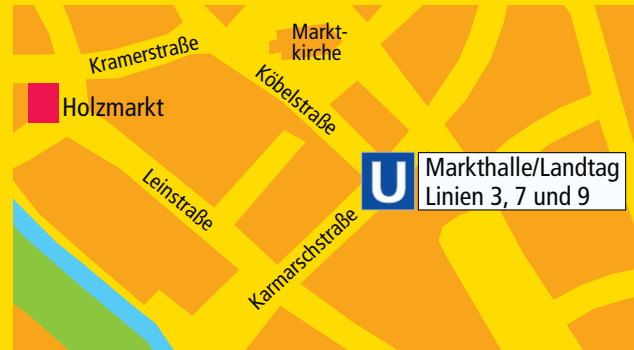 Kramerstraße
Markt-
kirche
Köbelstraße
Holzmarkt
Leinstraße
U
Markthalle/Landtag
Linien 3, 7 und 9
Karmarschstraße